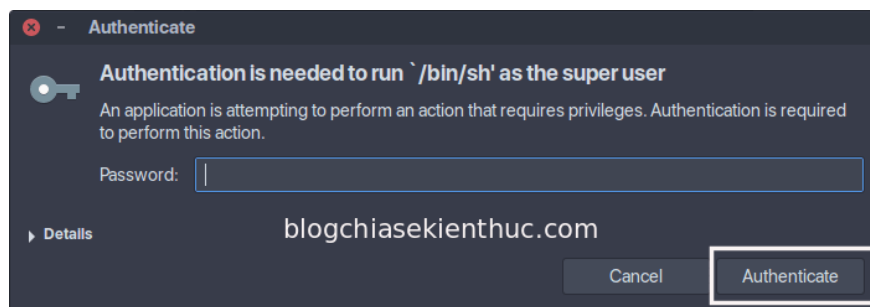 Authenticate
Authentication is needed to run `/bin/sh' as the super user
An application is attempting to perform an action that requires privileges. Authentication is required
to perform this action.
Password:
Details
blogchiasekienthuc.com
Cancel
Authenticate